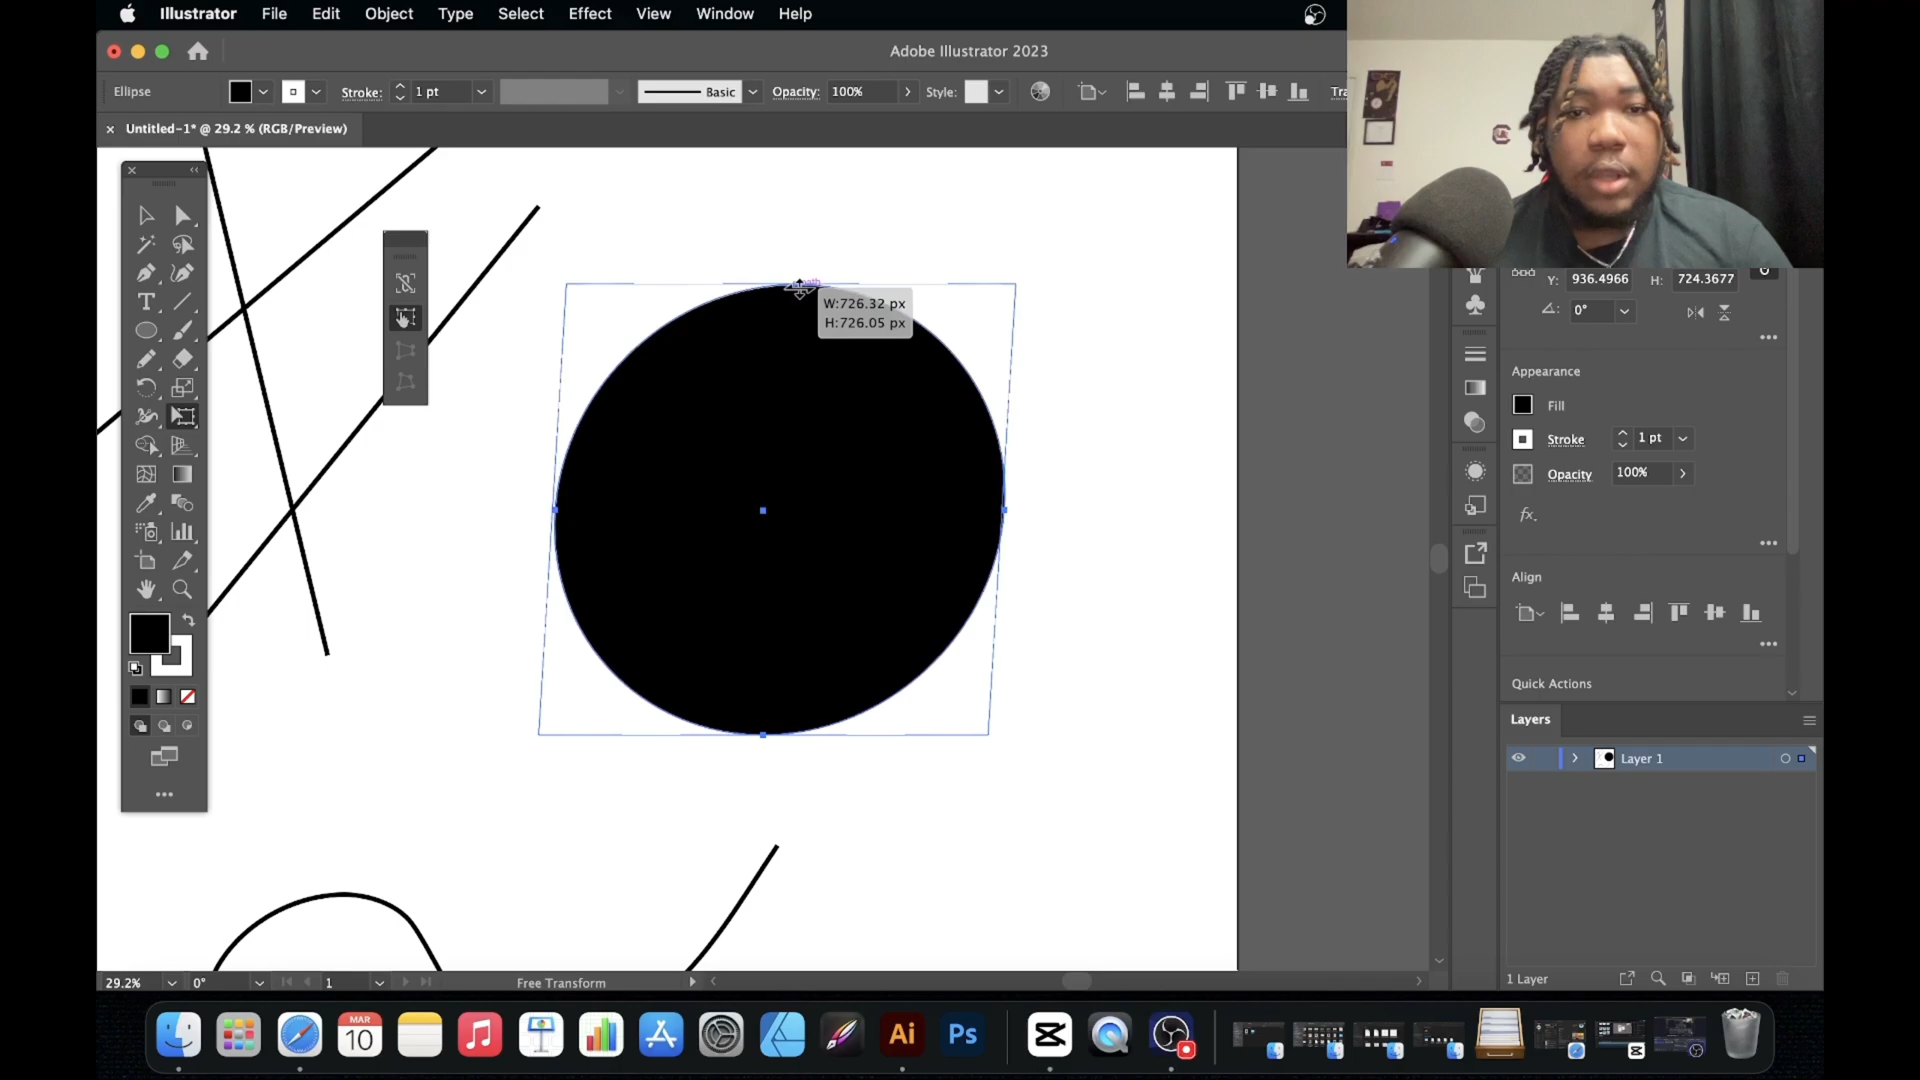 Illustrator File Edit Object Type Select Effect View Window Help
Adobe Illustrator 2023
Ellipse Stroke: 1 pt Basic Opacity: 100% Style:
Untitled-1* @ 29.2 % (RGB/Preview)
W:726.32 px
H:726.05 px
Y: 936.4966 H: 724.3677
0°
Appearance
Fill
Stroke 1 pt
Opacity 100%
fx.
Align
Quick Actions
Layers
Layer 1
1 Layer
29.2% 0° 1 Free Transform
MAR
10
Ai
Ps